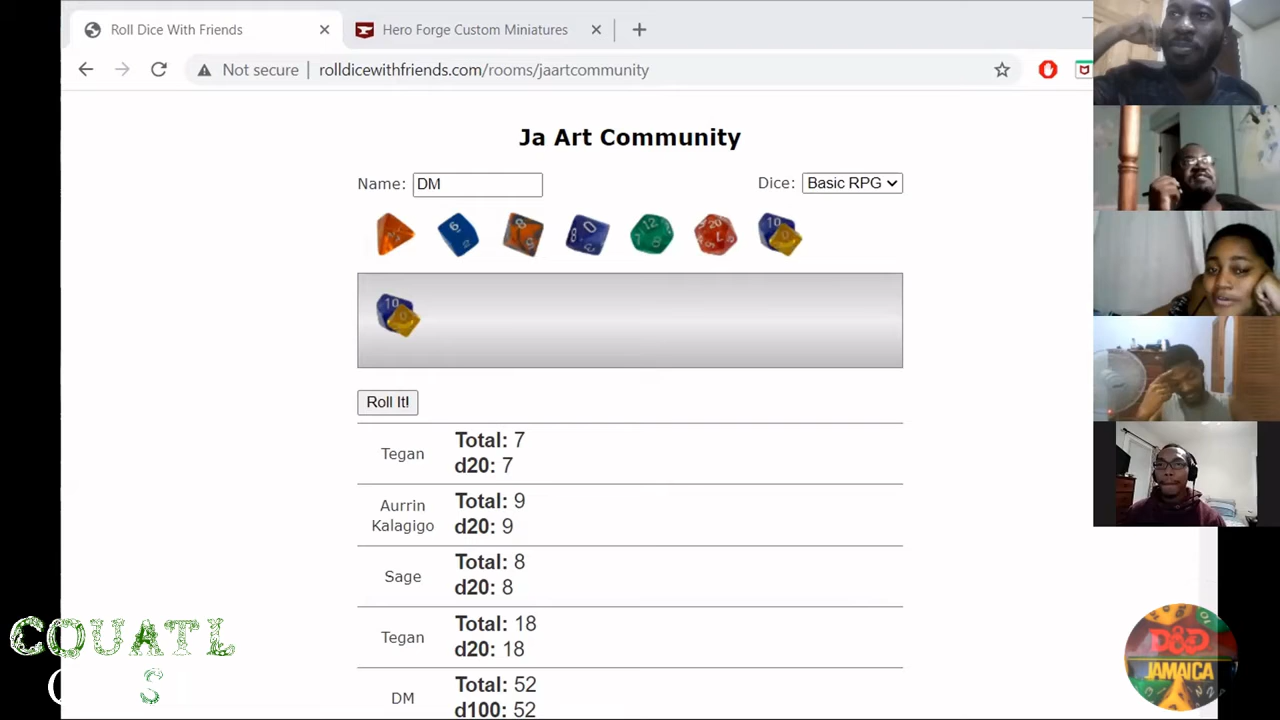 Roll Dice With Friends
Hero Forge Custom Miniatures
Not secure
rolldicewithfriends.com/rooms/jaartcommunity
Ja Art Community
Name: DM
Dice: Basic RPG
Roll It!
Tegan
Total: 7
d20: 7
Aurrin
Kalagigo
Total: 9
d20: 9
Sage
Total: 8
d20: 8
Tegan
Total: 18
d20: 18
DM
Total: 52
d100: 52
COUATL
S
D&D
JAMAICA